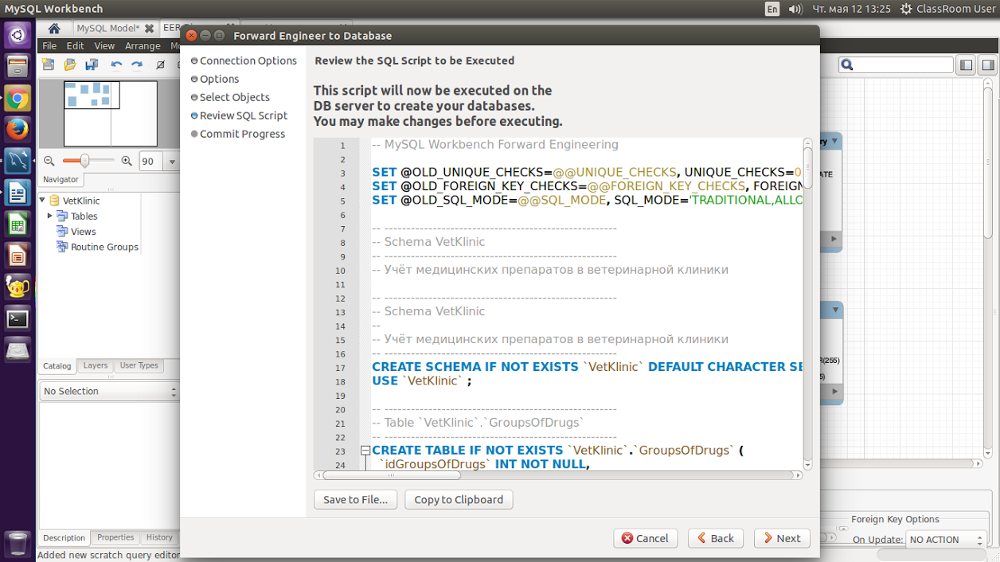 MySQL Workbench
En
Чт. мая 12 13:25
ClassRoom User
MySQL Model*
EER
File Edit View Arrange
90
Navigator
VetKlinic
Tables
Views
Routine Groups
Catalog Layers User Types
No Selection
Description Properties History
Added new scratch query editor
Forward Engineer to Database
Connection Options
Options
Select Objects
Review SQL Script
Commit Progress
Review the SQL Script to be Executed
This script will now be executed on the
DB server to create your databases.
You may make changes before executing.
1 -- MySQL Workbench Forward Engineering
2
3 SET @OLD_UNIQUE_CHECKS=@@UNIQUE_CHECKS, UNIQUE_CHECKS=0
4 SET @OLD_FOREIGN_KEY_CHECKS=@@FOREIGN_KEY_CHECKS, FOREIGN
5 SET @OLD_SQL_MODE=@@SQL_MODE, SQL_MODE='TRADITIONAL,ALLO
6
7 -- -----------------------------------------------------
8 -- Schema VetKlinic
9 -- -----------------------------------------------------
10 -- Учёт медицинских препаратов в ветеринарной клиники
11
12 -- -----------------------------------------------------
13 -- Schema VetKlinic
14 --
15 -- Учёт медицинских препаратов в ветеринарной клиники
16 -- -----------------------------------------------------
17 CREATE SCHEMA IF NOT EXISTS `VetKlinic` DEFAULT CHARACTER SE
18 USE `VetKlinic` ;
19
20 -- -----------------------------------------------------
21 -- Table `VetKlinic`.`GroupsOfDrugs`
22 -- -----------------------------------------------------
23 CREATE TABLE IF NOT EXISTS `VetKlinic`.`GroupsOfDrugs` (
24 `idGroupsOfDrugs` INT NOT NULL,
Save to File...
Copy to Clipboard
Cancel
Back
Next
ry
ATE
R(255)
5)
Foreign Key Options
On Update: NO ACTION